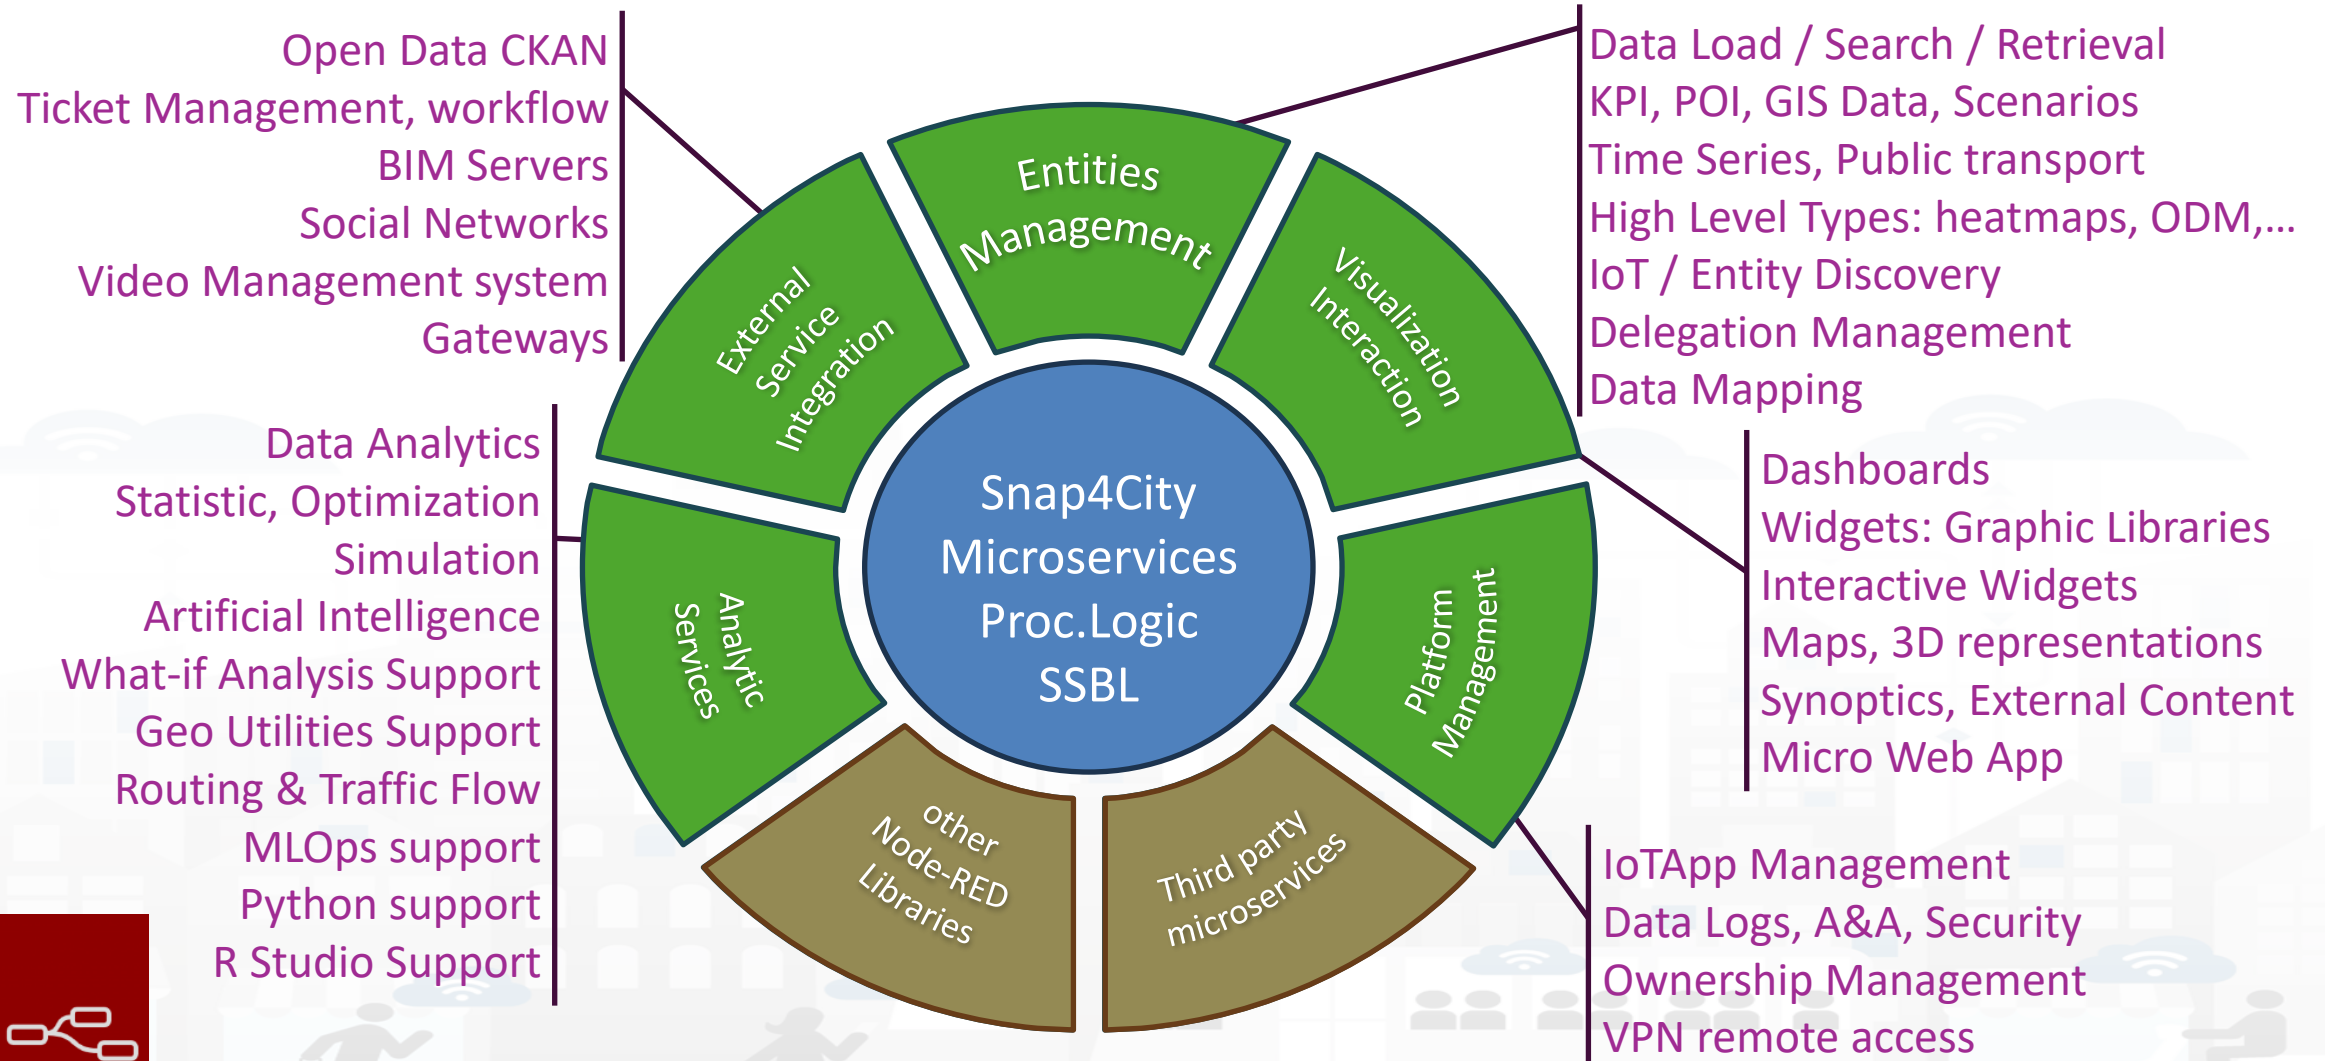 Open Data CKAN
Ticket Management, workflow
BIM Servers
Social Networks
Video Management system
Gateways
Data Analytics
Statistic, Optimization
Simulation
Artificial Intelligence
What-if Analysis Support
Geo Utilities Support
Routing & Traffic Flow
MLOps support
Python support
R Studio Support
Entities
Management
External
Service
Integration
Visualization
Interaction
Analytic
Services
Platform
Management
other
Node-RED
Libraries
Third party
microservices
Snap4City
Microservices
Proc.Logic
SSBL
Data Load / Search / Retrieval
KPI, POI, GIS Data, Scenarios
Time Series, Public transport
High Level Types: heatmaps, ODM,...
IoT / Entity Discovery
Delegation Management
Data Mapping
Dashboards
Widgets: Graphic Libraries
Interactive Widgets
Maps, 3D representations
Synoptics, External Content
Micro Web App
IoTApp Management
Data Logs, A&A, Security
Ownership Management
VPN remote access